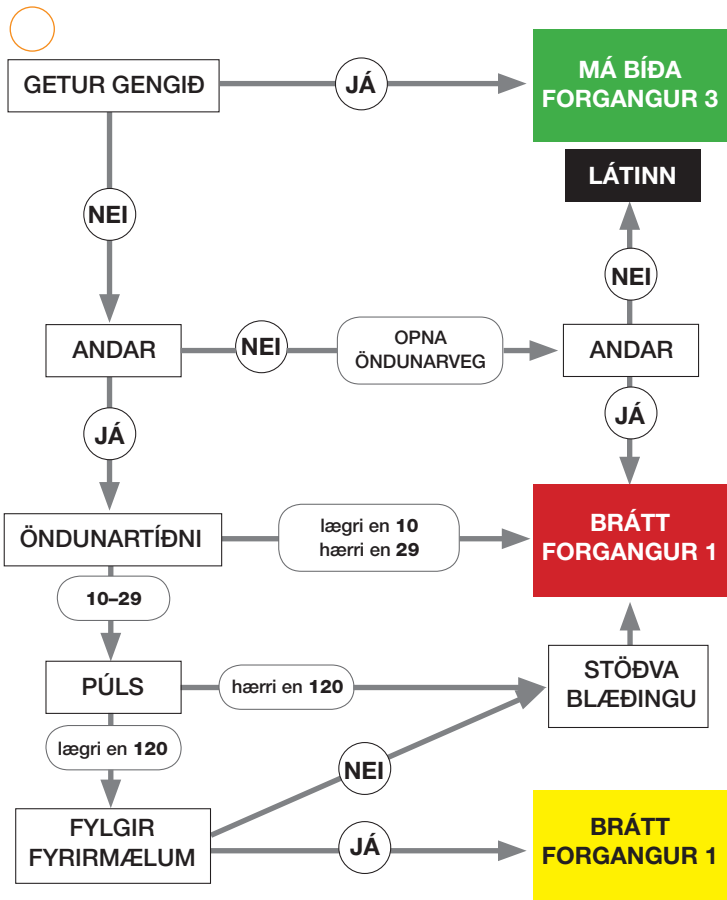 GETUR GENGIÐ
JÁ
MÁ BÍÐA
FORGANGUR 3
LÁTINN
NEI
NEI
ANDAR
NEI
OPNA
ÖNDUNARVEG
ANDAR
JÁ
JÁ
ÖNDUNARTÍÐNI
lægri en 10
hærri en 29
BRÁTT
FORGANGUR 1
10–29
PÚLS
hærri en 120
STÖÐVA
BLÆÐINGU
lægri en 120
NEI
FYLGIR
FYRIRMÆLUM
JÁ
BRÁTT
FORGANGUR 1